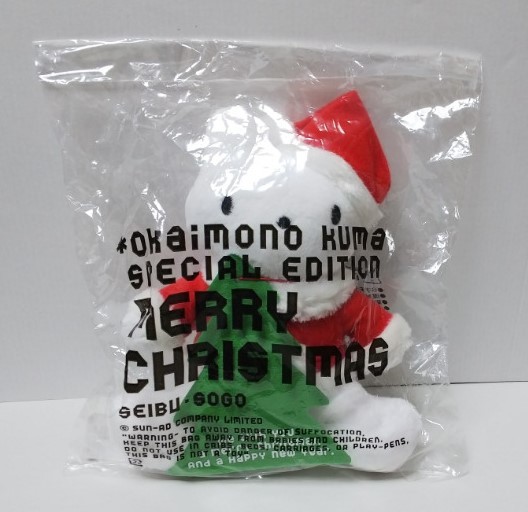 *okaimono kuma
SPECIAL EDITION
MERRY
CHRISTMAS
SEIBU・SOGO
© SUN-AD COMPANY LIMITED
"WARNING- TO AVOID DANGER OF SUFFOCATION,
KEEP THIS BAG AWAY FROM BABIES AND CHILDREN.
DO NOT USE IN CRIBS, BEDS, CARRIAGES, OR PLAY-PENS.
THIS BAG IS NOT A TOY"
and a Happy New Year.